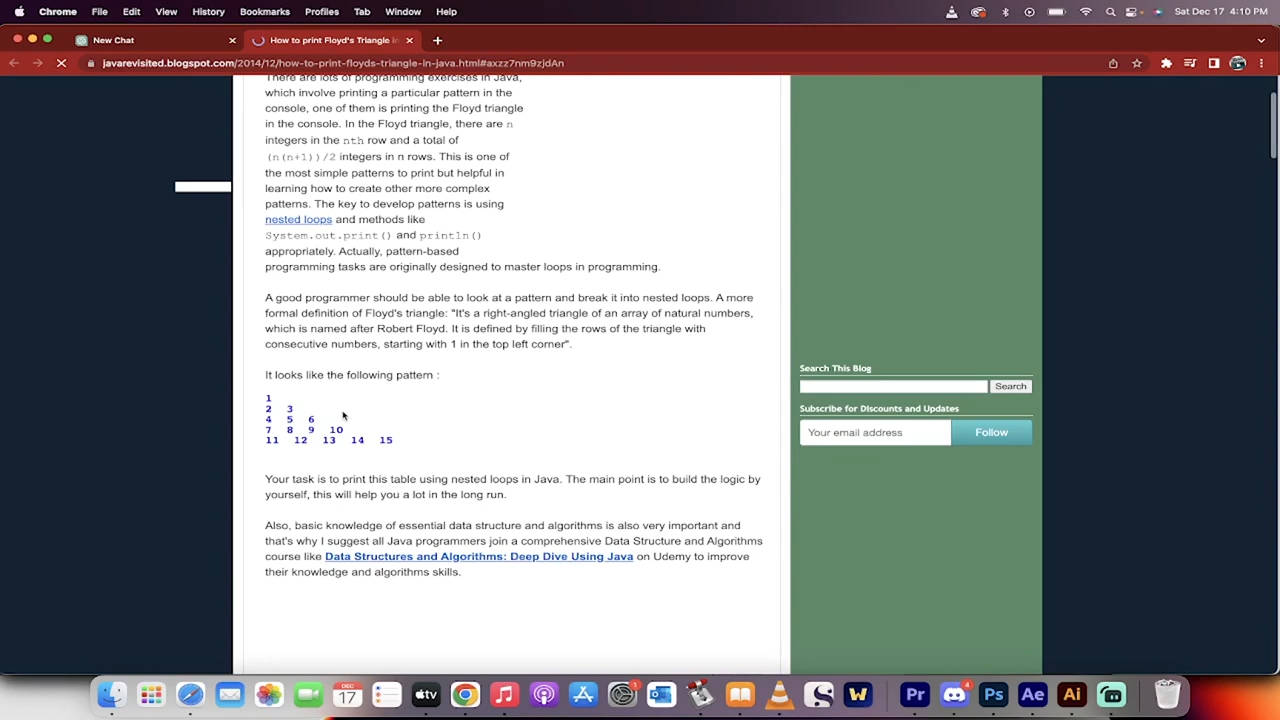 Chrome File Edit View History Bookmarks Profiles Tab Window Help Sat Dec 17 4:10 PM
New Chat How to print Floyd's Triangle in
javarevisited.blogspot.com/2014/12/how-to-print-floyds-triangle-in-java.html#axzz7nm9zjdAn
There are lots of programming exercises in Java,
which involve printing a particular pattern in the
console, one of them is printing the Floyd triangle
in the console. In the Floyd triangle, there are n
integers in the nth row and a total of
(n(n+1))/2 integers in n rows. This is one of
the most simple patterns to print but helpful in
learning how to create other more complex
patterns. The key to develop patterns is using
nested loops and methods like
System.out.print() and println()
appropriately. Actually, pattern-based
programming tasks are originally designed to master loops in programming.
A good programmer should be able to look at a pattern and break it into nested loops. A more
formal definition of Floyd's triangle: "It's a right-angled triangle of an array of natural numbers,
which is named after Robert Floyd. It is defined by filling the rows of the triangle with
consecutive numbers, starting with 1 in the top left corner".
It looks like the following pattern :
1
2 3
4 5 6
7 8 9 10
11 12 13 14 15
Your task is to print this table using nested loops in Java. The main point is to build the logic by
yourself, this will help you a lot in the long run.
Also, basic knowledge of essential data structure and algorithms is also very important and
that's why I suggest all Java programmers join a comprehensive Data Structure and Algorithms
course like Data Structures and Algorithms: Deep Dive Using Java on Udemy to improve
their knowledge and algorithms skills.
Search This Blog
Search
Subscribe for Discounts and Updates
Your email address Follow
DEC
17
tv
1
W
Pr
4
Ps
Ae
Ai